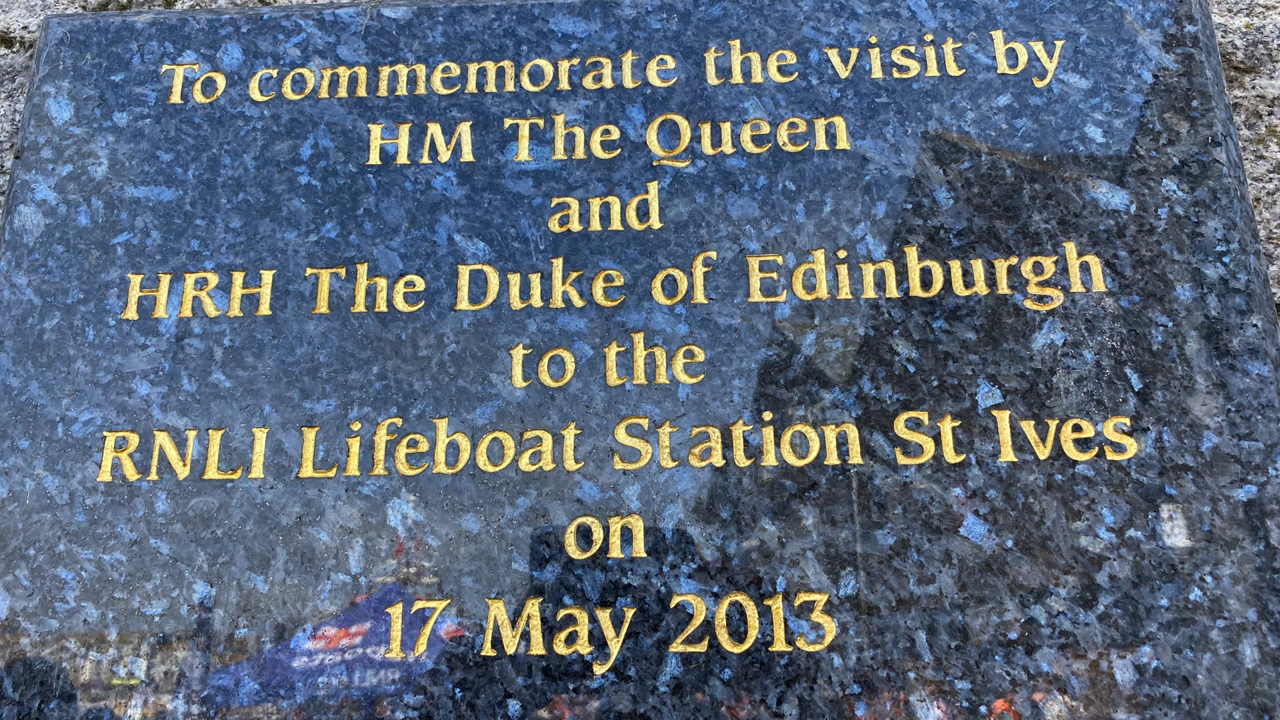 To commemorate the visit by
HM The Queen
and
HRH The Duke of Edinburgh
to the
RNLI Lifeboat Station St Ives
on
17 May 2013